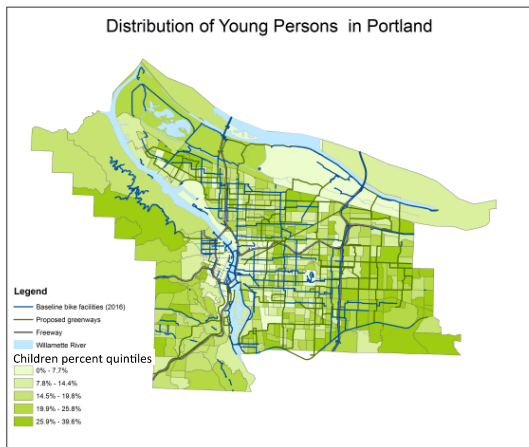 Distribution of Young Persons in Portland
Legend
Baseline bike facilities (2016)
Proposed greenways
Freeway
Willamette River
Children percent quintiles
0% - 7.7%
7.8% - 14.4%
14.5% - 19.8%
19.9% - 25.8%
25.9% - 39.6%